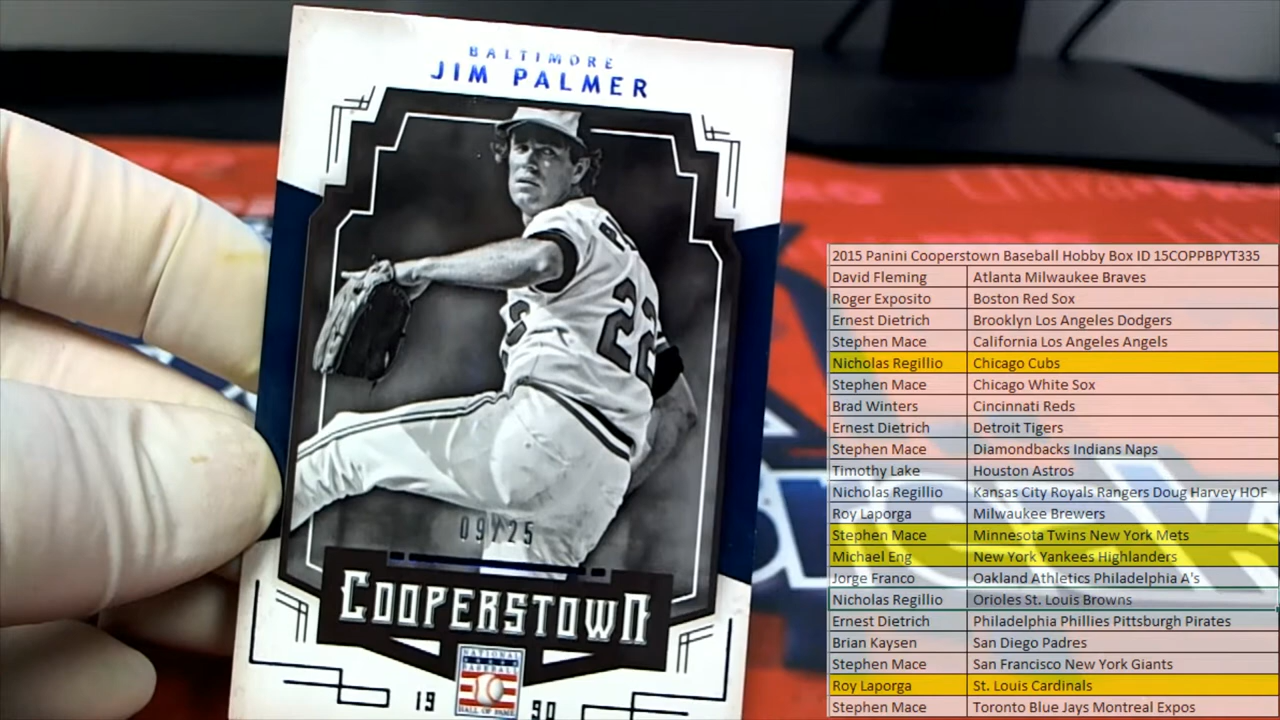 BALTIMORE
JIM PALMER
22
09/25
COOPERSTOWN
NATIONAL
BASEBALL
HALL OF FAME
19 90
2015 Panini Cooperstown Baseball Hobby Box ID 15COPPBPYT335
David Fleming Atlanta Milwaukee Braves
Roger Exposito Boston Red Sox
Ernest Dietrich Brooklyn Los Angeles Dodgers
Stephen Mace California Los Angeles Angels
Nicholas Regillio Chicago Cubs
Stephen Mace Chicago White Sox
Brad Winters Cincinnati Reds
Ernest Dietrich Detroit Tigers
Stephen Mace Diamondbacks Indians Naps
Timothy Lake Houston Astros
Nicholas Regillio Kansas City Royals Rangers Doug Harvey HOF
Roy Laporga Milwaukee Brewers
Stephen Mace Minnesota Twins New York Mets
Michael Eng New York Yankees Highlanders
Jorge Franco Oakland Athletics Philadelphia A's
Nicholas Regillio Orioles St. Louis Browns
Ernest Dietrich Philadelphia Phillies Pittsburgh Pirates
Brian Kaysen San Diego Padres
Stephen Mace San Francisco New York Giants
Roy Laporga St. Louis Cardinals
Stephen Mace Toronto Blue Jays Montreal Expos